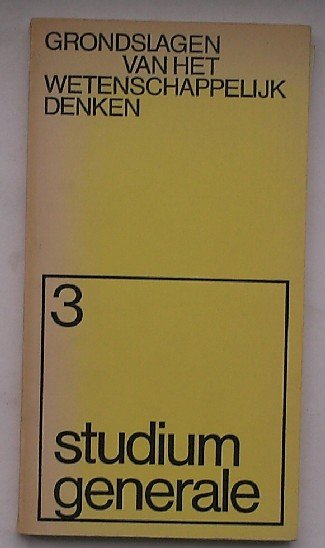 GRONDSLAGEN
VAN HET
WETENSCHAPPELIJK
DENKEN
3
studium
generale